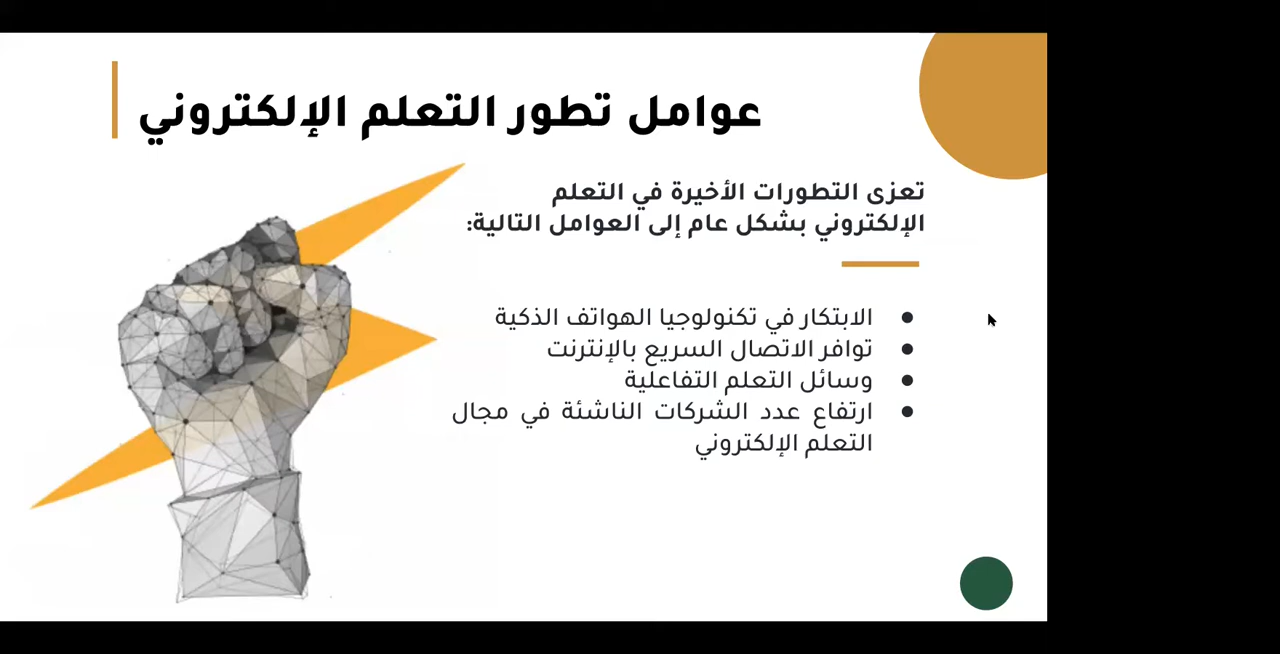 عوامل تطور التعلم الإلكتروني
تعزى التطورات الأخيرة في التعلم
الإلكتروني بشكل عام إلى العوامل التالية:
● الابتكار في تكنولوجيا الهواتف الذكية
● توافر الاتصال السريع بالإنترنت
● وسائل التعلم التفاعلية
● ارتفاع عدد الشركات الناشئة في مجال
التعلم الإلكتروني